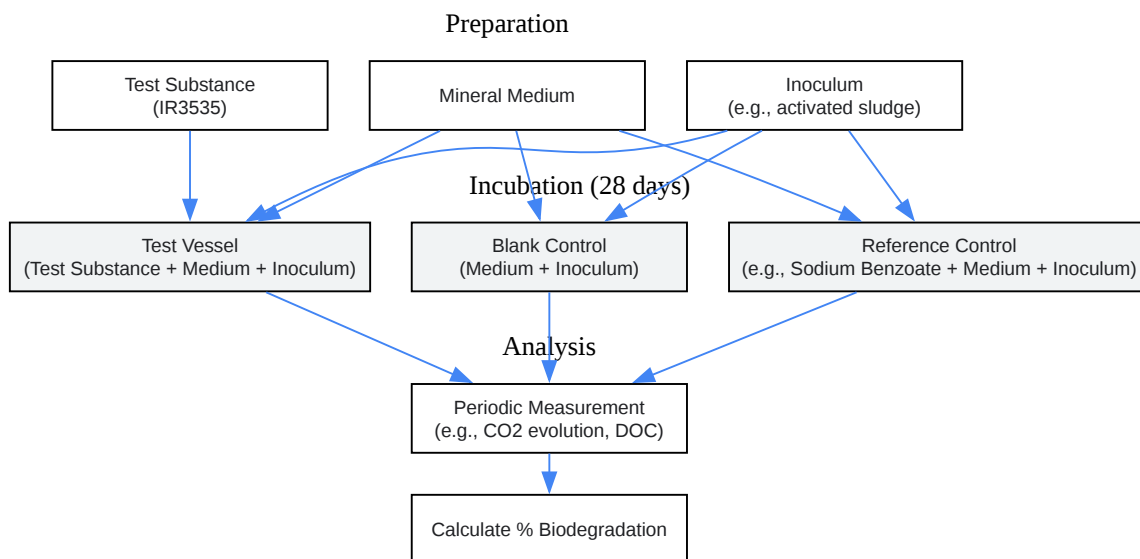 Preparation
Test Substance
(IR3535)
Mineral Medium
Inoculum
(e.g., activated sludge)
Incubation (28 days)
Test Vessel
(Test Substance + Medium + Inoculum)
Blank Control
(Medium + Inoculum)
Reference Control
(e.g., Sodium Benzoate + Medium + Inoculum)
Analysis
Periodic Measurement
(e.g., CO2 evolution, DOC)
Calculate % Biodegradation